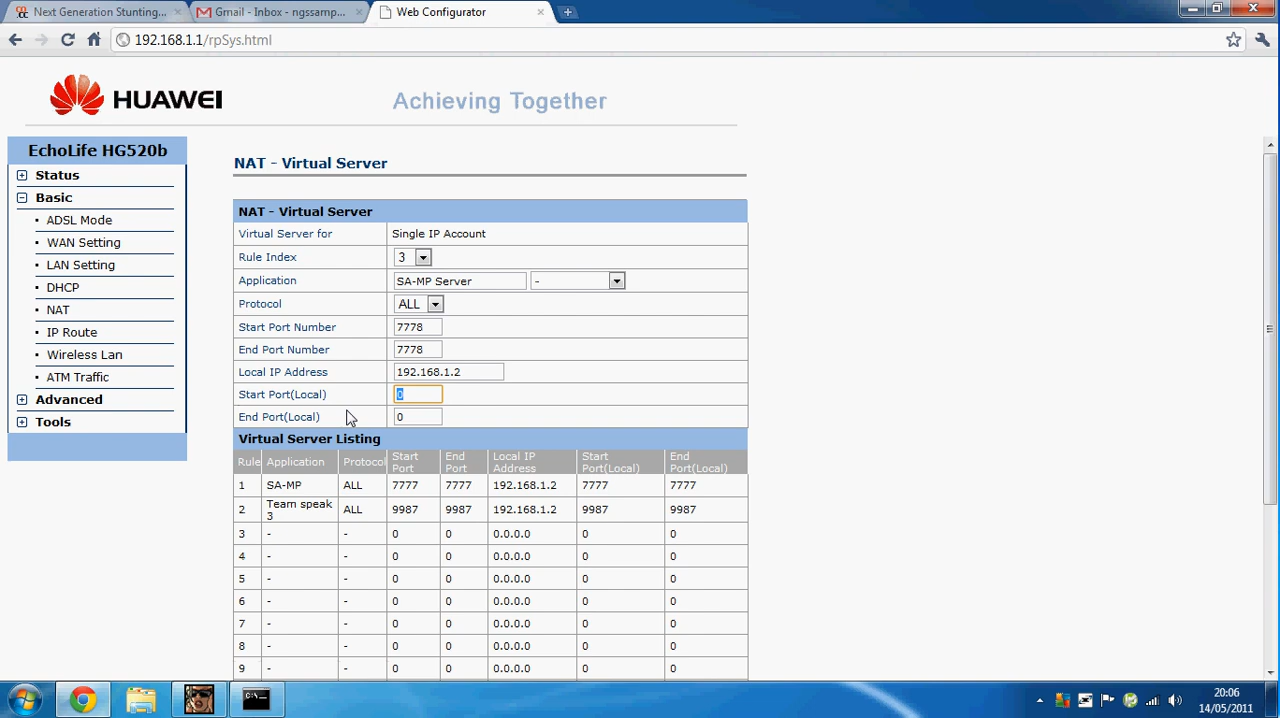 Next Generation Stunting... × Gmail - Inbox - ngssamp... × Web Configurator ×
192.168.1.1/rpSys.html
HUAWEI Achieving Together
EchoLife HG520b
Status
Basic
ADSL Mode
WAN Setting
LAN Setting
DHCP
NAT
IP Route
Wireless Lan
ATM Traffic
Advanced
Tools
NAT - Virtual Server
NAT - Virtual Server
Virtual Server for Single IP Account
Rule Index 3
Application SA-MP Server -
Protocol ALL
Start Port Number 7778
End Port Number 7778
Local IP Address 192.168.1.2
Start Port(Local) 0
End Port(Local) 0
Virtual Server Listing
Rule Application Protocol Start Port End Port Local IP Address Start Port(Local) End Port(Local)
1 SA-MP ALL 7777 7777 192.168.1.2 7777 7777
2 Team speak 3 ALL 9987 9987 192.168.1.2 9987 9987
3 - - 0 0 0.0.0.0 0 0
4 - - 0 0 0.0.0.0 0 0
5 - - 0 0 0.0.0.0 0 0
6 - - 0 0 0.0.0.0 0 0
7 - - 0 0 0.0.0.0 0 0
8 - - 0 0 0.0.0.0 0 0
9 - - 0 0 0.0.0.0 0 0
20:06
14/05/2011